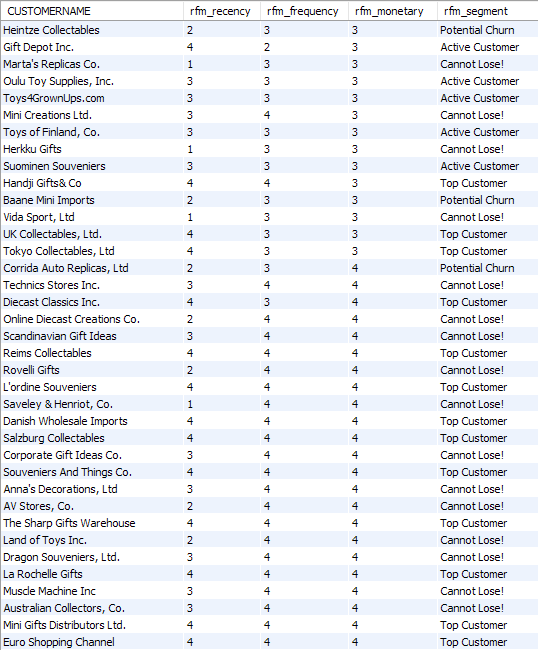 CUSTOMERNAME rfm_recency rfm_frequency rfm_monetary rfm_segment
Heintze Collectables 2 3 3 Potential Churn
Gift Depot Inc. 4 2 3 Active Customer
Marta's Replicas Co. 1 3 3 Cannot Lose!
Oulu Toy Supplies, Inc. 3 3 3 Active Customer
Toys4GrownUps.com 3 3 3 Active Customer
Mini Creations Ltd. 3 4 3 Cannot Lose!
Toys of Finland, Co. 3 3 3 Active Customer
Herkku Gifts 1 3 3 Cannot Lose!
Suominen Souveniers 3 3 3 Active Customer
Handji Gifts& Co 4 4 3 Top Customer
Baane Mini Imports 2 3 3 Potential Churn
Vida Sport, Ltd 1 3 3 Cannot Lose!
UK Collectables, Ltd. 4 3 3 Top Customer
Tokyo Collectables, Ltd 4 3 3 Top Customer
Corrida Auto Replicas, Ltd 2 3 4 Potential Churn
Technics Stores Inc. 3 4 4 Cannot Lose!
Diecast Classics Inc. 4 3 4 Top Customer
Online Diecast Creations Co. 2 4 4 Cannot Lose!
Scandinavian Gift Ideas 3 4 4 Cannot Lose!
Reims Collectables 4 4 4 Top Customer
Rovelli Gifts 2 4 4 Cannot Lose!
L'ordine Souveniers 4 4 4 Top Customer
Saveley & Henriot, Co. 1 4 4 Cannot Lose!
Danish Wholesale Imports 4 4 4 Top Customer
Salzburg Collectables 4 4 4 Top Customer
Corporate Gift Ideas Co. 3 4 4 Cannot Lose!
Souveniers And Things Co. 4 4 4 Top Customer
Anna's Decorations, Ltd 3 4 4 Cannot Lose!
AV Stores, Co. 2 4 4 Cannot Lose!
The Sharp Gifts Warehouse 4 4 4 Top Customer
Land of Toys Inc. 2 4 4 Cannot Lose!
Dragon Souveniers, Ltd. 3 4 4 Cannot Lose!
La Rochelle Gifts 4 4 4 Top Customer
Muscle Machine Inc 3 4 4 Cannot Lose!
Australian Collectors, Co. 3 4 4 Cannot Lose!
Mini Gifts Distributors Ltd. 4 4 4 Top Customer
Euro Shopping Channel 4 4 4 Top Customer